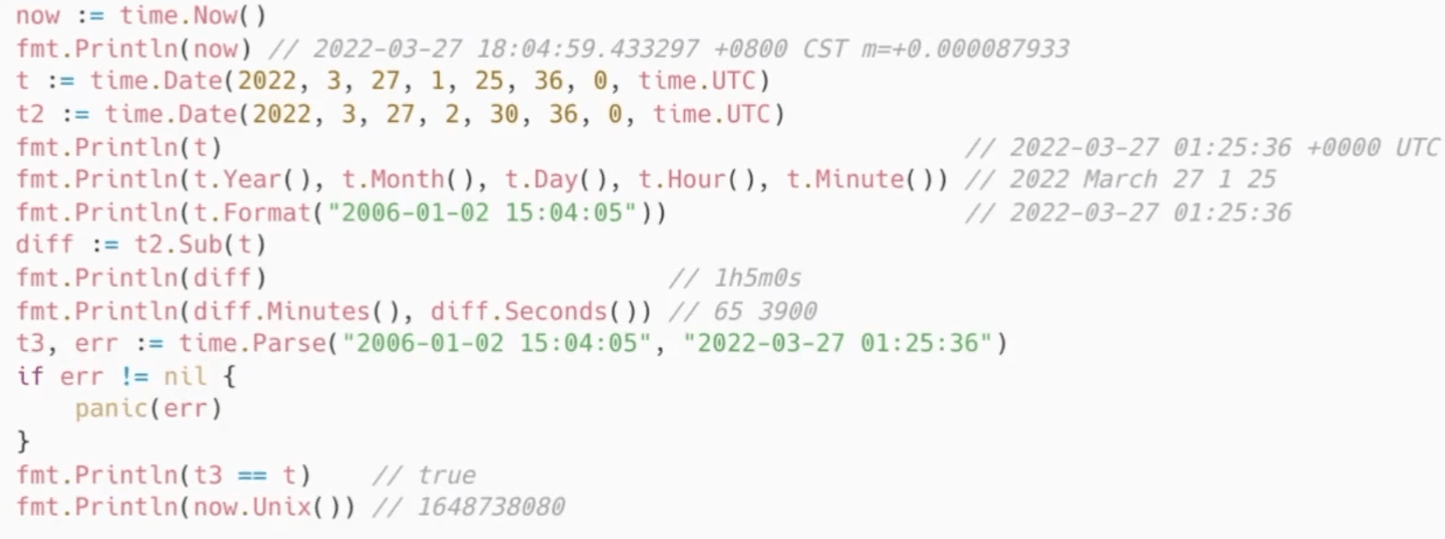 now := time.Now()
fmt.Println(now) // 2022-03-27 18:04:59.433297 +0800 CST m=+0.000087933
t := time.Date(2022, 3, 27, 1, 25, 36, 0, time.UTC)
t2 := time.Date(2022, 3, 27, 2, 30, 36, 0, time.UTC)
fmt.Println(t)                                                  // 2022-03-27 01:25:36 +0000 UTC
fmt.Println(t.Year(), t.Month(), t.Day(), t.Hour(), t.Minute()) // 2022 March 27 1 25
fmt.Println(t.Format("2006-01-02 15:04:05"))                    // 2022-03-27 01:25:36
diff := t2.Sub(t)
fmt.Println(diff)                           // 1h5m0s
fmt.Println(diff.Minutes(), diff.Seconds()) // 65 3900
t3, err := time.Parse("2006-01-02 15:04:05", "2022-03-27 01:25:36")
if err != nil {
    panic(err)
}
fmt.Println(t3 == t)    // true
fmt.Println(now.Unix()) // 1648738080